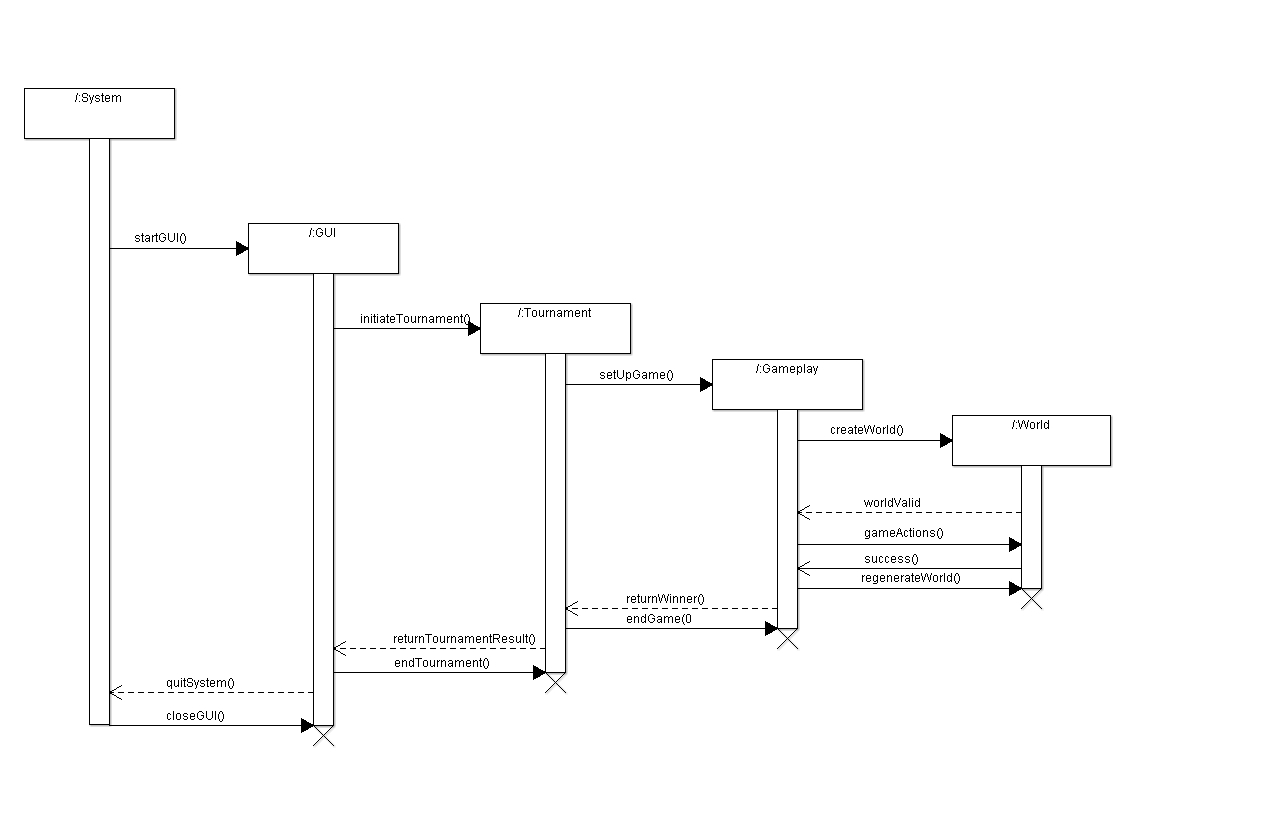 /:System
/:GUI
startGUI()
/:Tournament
initiateTournament()
/:Gameplay
setUpGame()
/:World
createWorld()
worldValid
gameActions()
success()
regenerateWorld()
returnWinner()
endGame(0
returnTournamentResult()
endTournament()
quitSystem()
closeGUI()